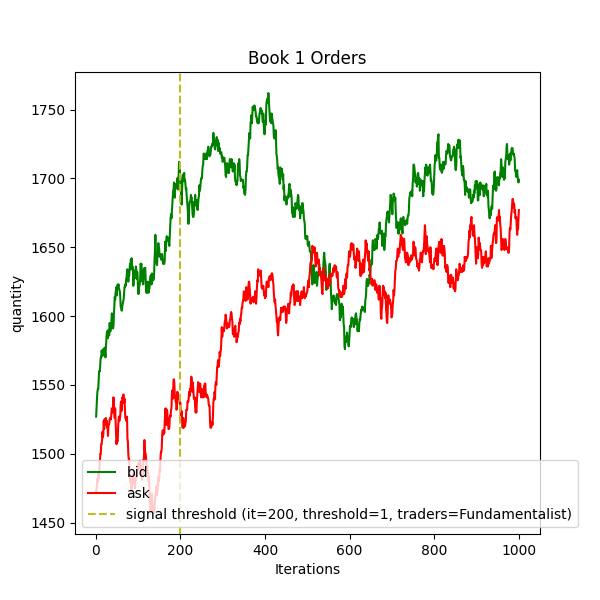 Book 1 Orders
quantity
1750
1700
1650
1600
1550
1500
1450
bid
ask
signal threshold (it=200, threshold=1, traders=Fundamentalist)
0 200 400 600 800 1000
Iterations